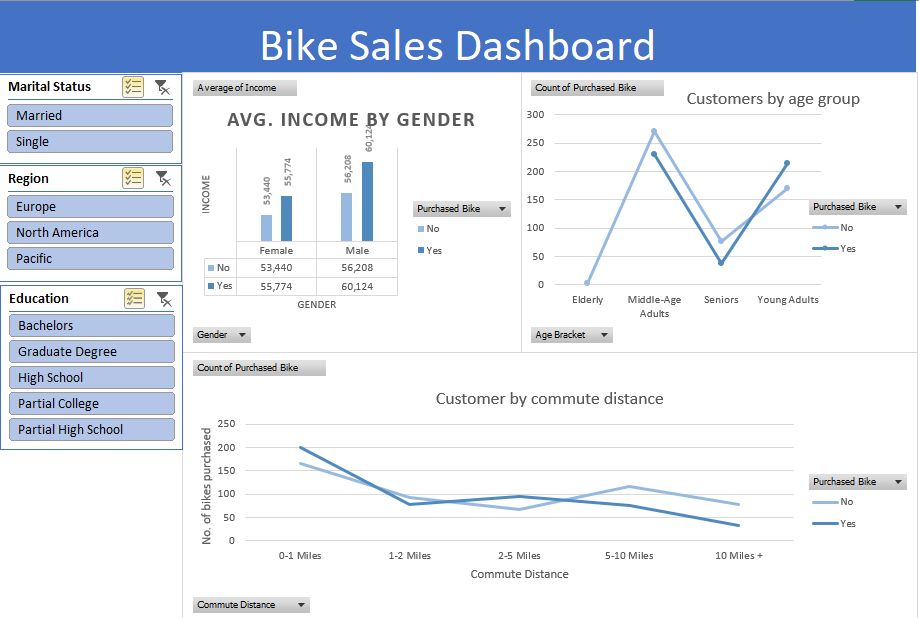 Bike Sales Dashboard
Marital Status
Married
Single
Region
Europe
North America
Pacific
Education
Bachelors
Graduate Degree
High School
Partial College
Partial High School
Average of Income
AVG. INCOME BY GENDER
INCOME
53,440
55,774
56,208
60,124
Female Male
No 53,440 56,208
Yes 55,774 60,124
GENDER
Purchased Bike
No
Yes
Gender
Count of Purchased Bike
Customers by age group
300
250
200
150
100
50
0
Elderly Middle-Age Adults Seniors Young Adults
Purchased Bike
No
Yes
Age Bracket
Count of Purchased Bike
Customer by commute distance
No. of bikes purchased
250
200
150
100
50
0
0-1 Miles 1-2 Miles 2-5 Miles 5-10 Miles 10 Miles +
Commute Distance
Purchased Bike
No
Yes
Commute Distance